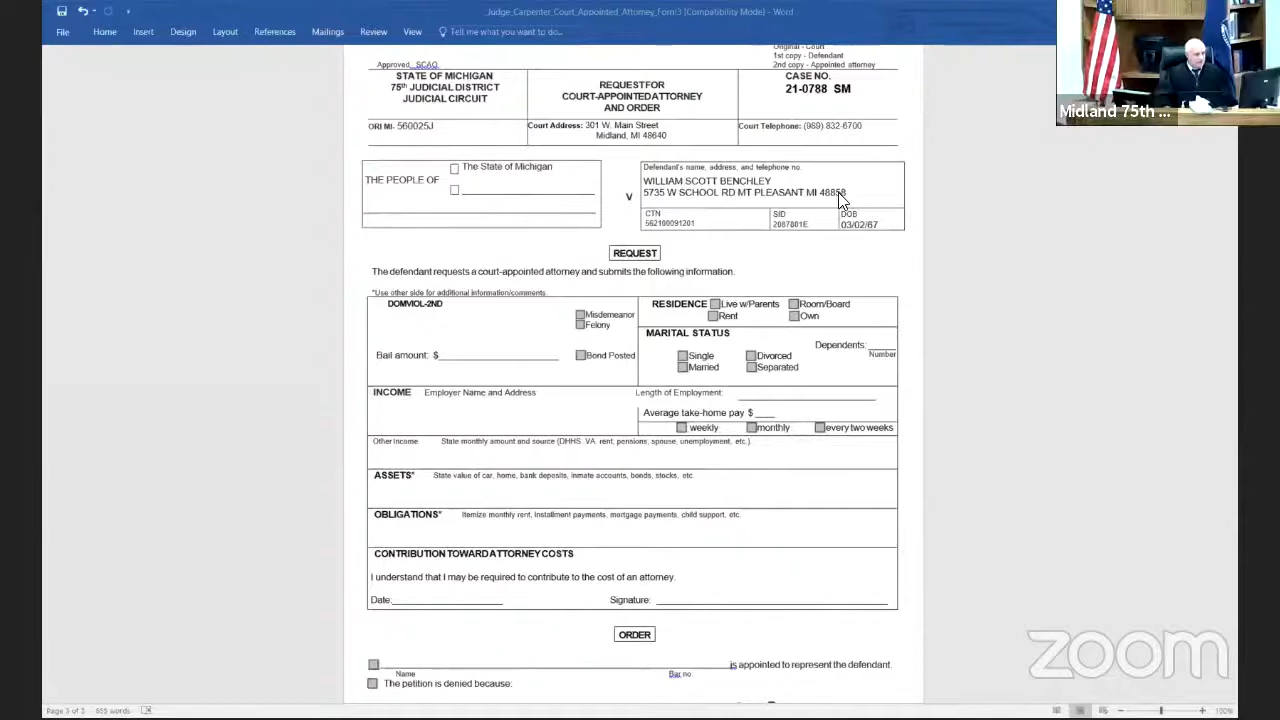 _Judge_Carpenter_Court_Appointed_Attorney_Form3 [Compatibility Mode] - Word
File Home Insert Design Layout References Mailings Review View Tell me what you want to do...
Midland 75th ...
Original - Court
1st copy - Defendant
2nd copy - Appointed attorney
Approved, SCAO
STATE OF MICHIGAN
75th JUDICIAL DISTRICT
JUDICIAL CIRCUIT
REQUEST FOR
COURT-APPOINTED ATTORNEY
AND ORDER
CASE NO.
21-0788 SM
ORI MI- 560025J
Court Address: 301 W. Main Street
Midland, MI 48640
Court Telephone: (989) 832-6700
THE PEOPLE OF
The State of Michigan
v
Defendant's name, address, and telephone no.
WILLIAM SCOTT BENCHLEY
5735 W SCHOOL RD MT PLEASANT MI 48858
CTN
562100091201
SID
2087801E
DOB
03/02/67
REQUEST
The defendant requests a court-appointed attorney and submits the following information.
*Use other side for additional information/comments.
DOMVIOL-2ND
Misdemeanor
Felony
Bail amount: $
Bond Posted
RESIDENCE Live w/Parents Room/Board
Rent Own
MARITAL STATUS
Dependents:
Number
Single Divorced
Married Separated
INCOME Employer Name and Address
Length of Employment:
Average take-home pay $
weekly monthly every two weeks
Other Income State monthly amount and source (DHHS, VA, rent, pensions, spouse, unemployment, etc.).
ASSETS* State value of car, home, bank deposits, inmate accounts, bonds, stocks, etc.
OBLIGATIONS* Itemize monthly rent, installment payments, mortgage payments, child support, etc.
CONTRIBUTION TOWARD ATTORNEY COSTS
I understand that I may be required to contribute to the cost of an attorney.
Date: Signature:
ORDER
is appointed to represent the defendant.
Name Bar no.
The petition is denied because:
zoom
Page 3 of 3 655 words
100%